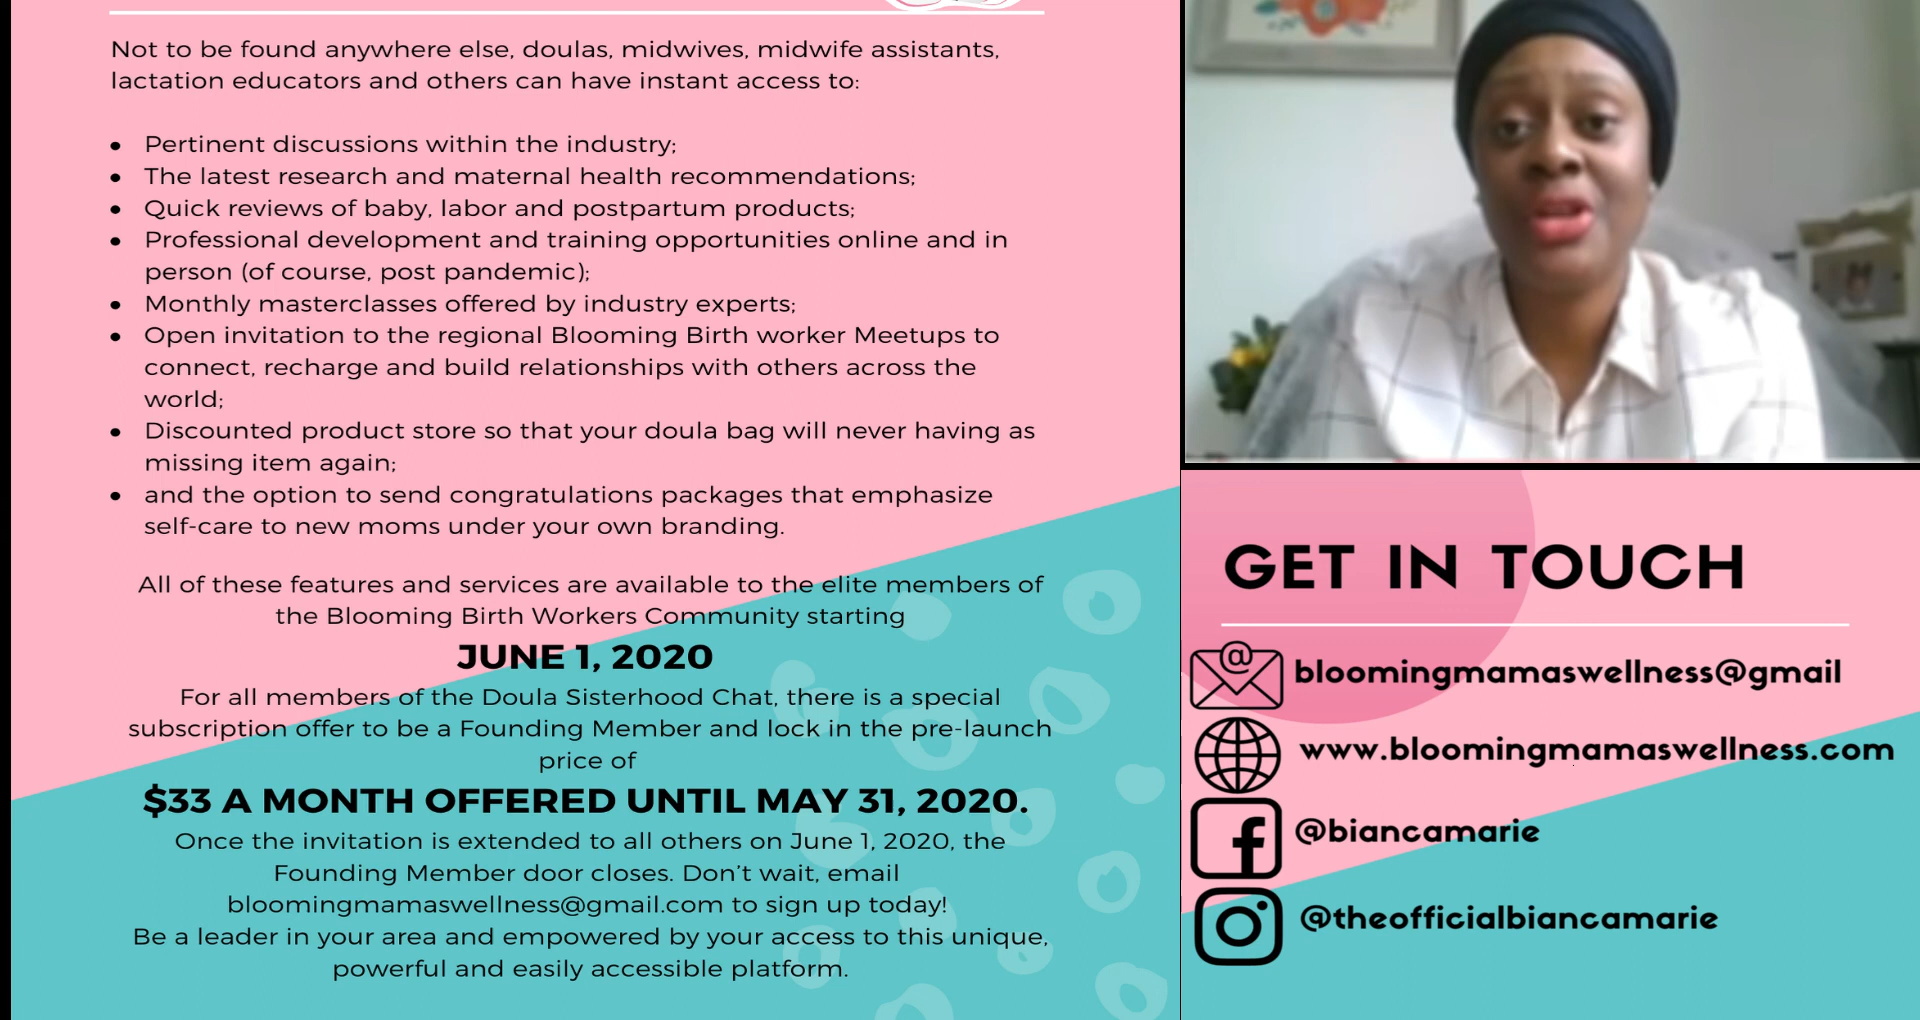 Not to be found anywhere else, doulas, midwives, midwife assistants,
lactation educators and others can have instant access to:
• Pertinent discussions within the industry;
• The latest research and maternal health recommendations;
• Quick reviews of baby, labor and postpartum products;
• Professional development and training opportunities online and in
person (of course, post pandemic);
• Monthly masterclasses offered by industry experts;
• Open invitation to the regional Blooming Birth worker Meetups to
connect, recharge and build relationships with others across the
world;
• Discounted product store so that your doula bag will never having as
missing item again;
• and the option to send congratulations packages that emphasize
self-care to new moms under your own branding.
All of these features and services are available to the elite members of
the Blooming Birth Workers Community starting
JUNE 1, 2020
For all members of the Doula Sisterhood Chat, there is a special
subscription offer to be a Founding Member and lock in the pre-launch
price of
$33 A MONTH OFFERED UNTIL MAY 31, 2020.
Once the invitation is extended to all others on June 1, 2020, the
Founding Member door closes. Don’t wait, email
bloomingmamaswellness@gmail.com to sign up today!
Be a leader in your area and empowered by your access to this unique,
powerful and easily accessible platform.
GET IN TOUCH
bloomingmamaswellness@gmail
www.bloomingmamaswellness.com
@biancamarie
@theofficialbiancamarie